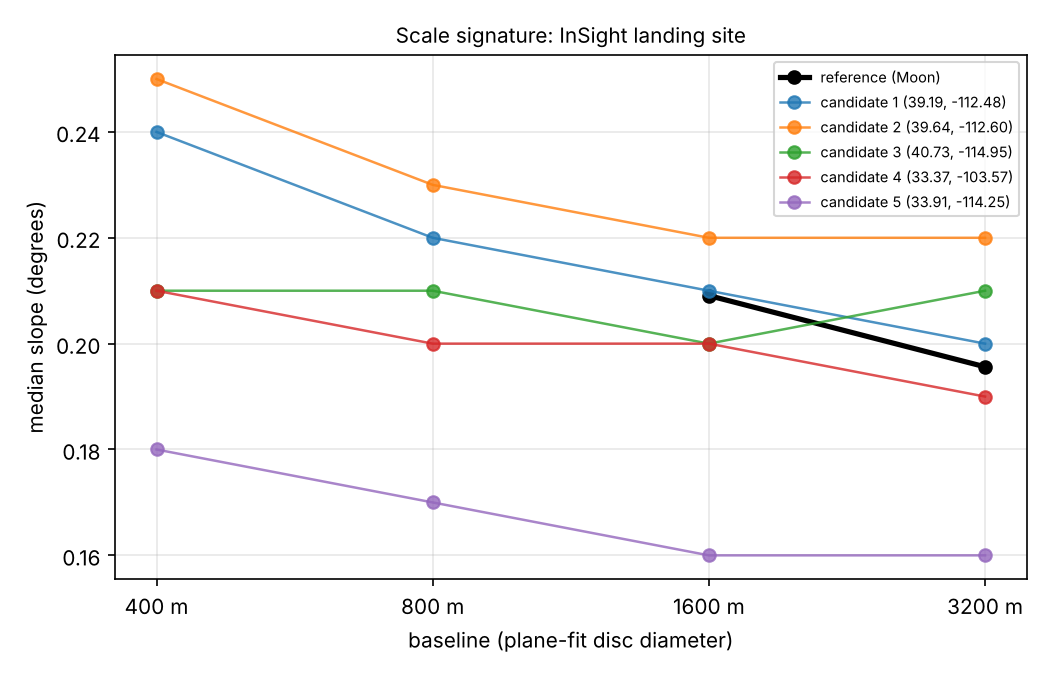 Scale signature: InSight landing site
reference (Moon)
candidate 1 (39.19, -112.48)
candidate 2 (39.64, -112.60)
candidate 3 (40.73, -114.95)
candidate 4 (33.37, -103.57)
candidate 5 (33.91, -114.25)
median slope (degrees)
0.24
0.22
0.20
0.18
0.16
400 m
800 m
1600 m
3200 m
baseline (plane-fit disc diameter)